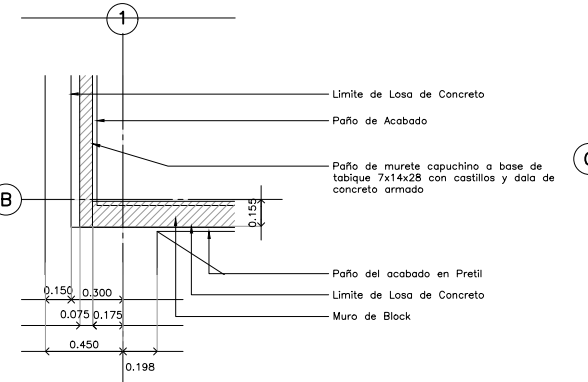 1
Limite de Losa de Concreto
Paño de Acabado
Paño de murete capuchino a base de
tabique 7x14x28 con castillos y dala de
concreto armado
B
0.155
Paño del acabado en Pretil
Limite de Losa de Concreto
Muro de Block
0.150
0.300
0.075
0.175
0.450
0.198